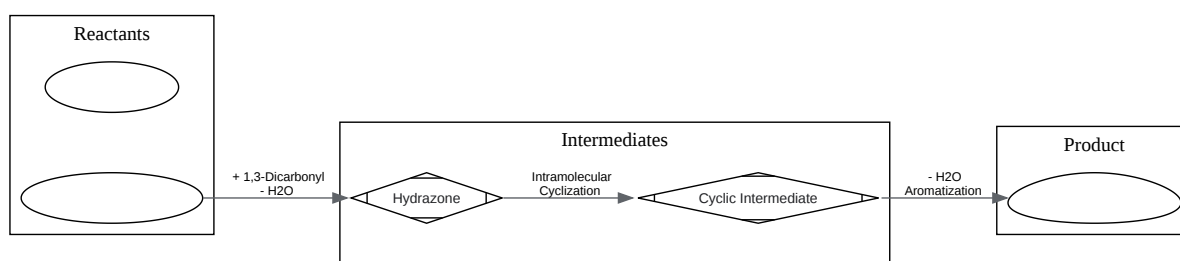 Reactants
+ 1,3-Dicarbonyl
- H2O
Intermediates
Hydrazone
Intramolecular
Cyclization
Cyclic Intermediate
- H2O
Aromatization
Product